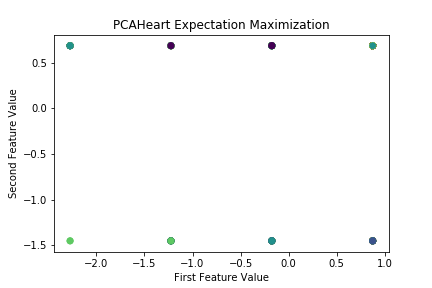 PCAHeart Expectation Maximization
0.5
0.0
−0.5
−1.0
−1.5
Second Feature Value
−2.0 −1.5 −1.0 −0.5 0.0 0.5 1.0
First Feature Value